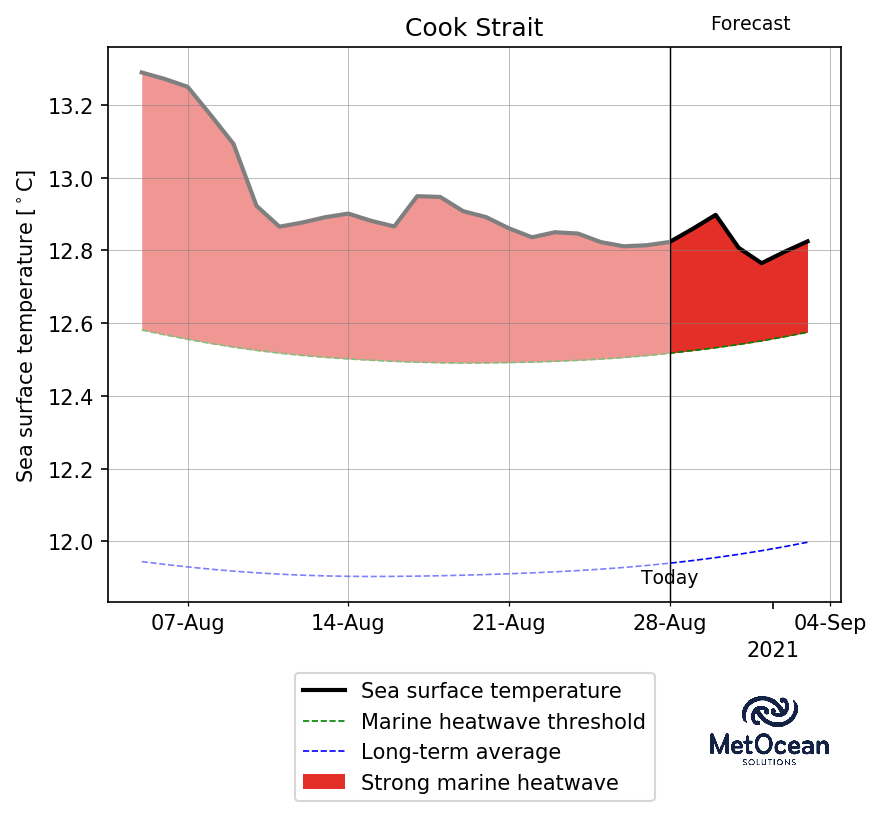 Cook Strait
Forecast
Sea surface temperature [°C]
13.2
13.0
12.8
12.6
12.4
12.2
12.0
Today
07-Aug
14-Aug
21-Aug
28-Aug
04-Sep
2021
Sea surface temperature
Marine heatwave threshold
Long-term average
Strong marine heatwave
MetOcean
SOLUTIONS